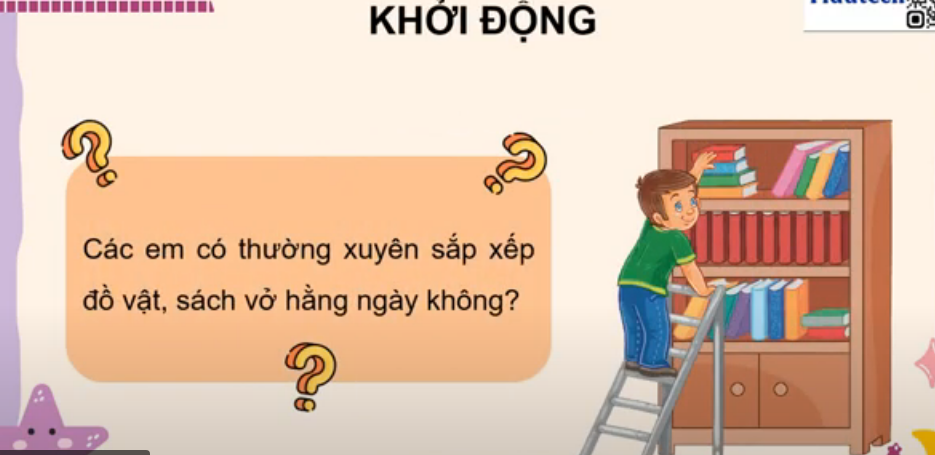 KHỞI ĐỘNG
Các em có thường xuyên sắp xếp
đồ vật, sách vở hằng ngày không?